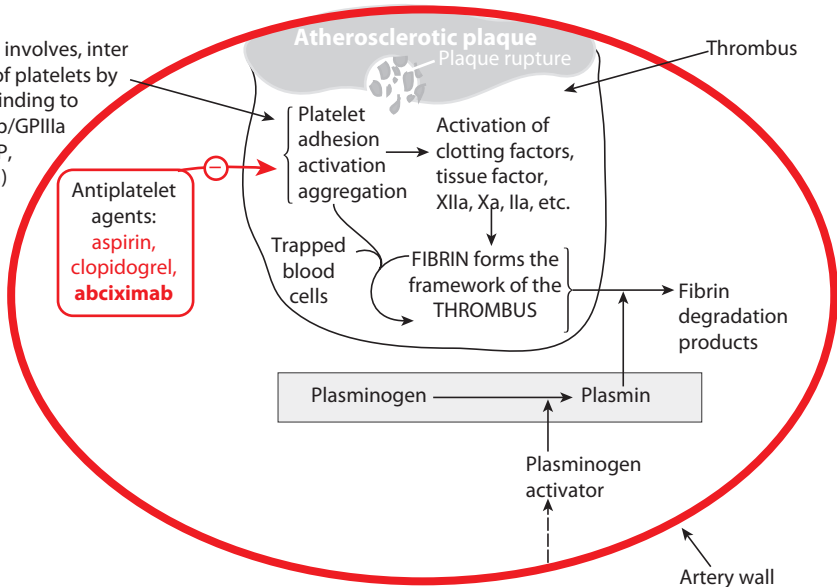 involves, inter
of platelets by
inding to
/GPIIIa
P,
)
Atherosclerotic plaque
Plaque rupture
Thrombus
Platelet
adhesion
activation
aggregation
Activation of
clotting factors,
tissue factor,
XIIa, Xa, IIa, etc.
Antiplatelet
agents:
aspirin,
clopidogrel,
abciximab
Trapped
blood
cells
FIBRIN forms the
framework of the
THROMBUS
Fibrin
degradation
products
Plasminogen
Plasmin
Plasminogen
activator
Artery wall